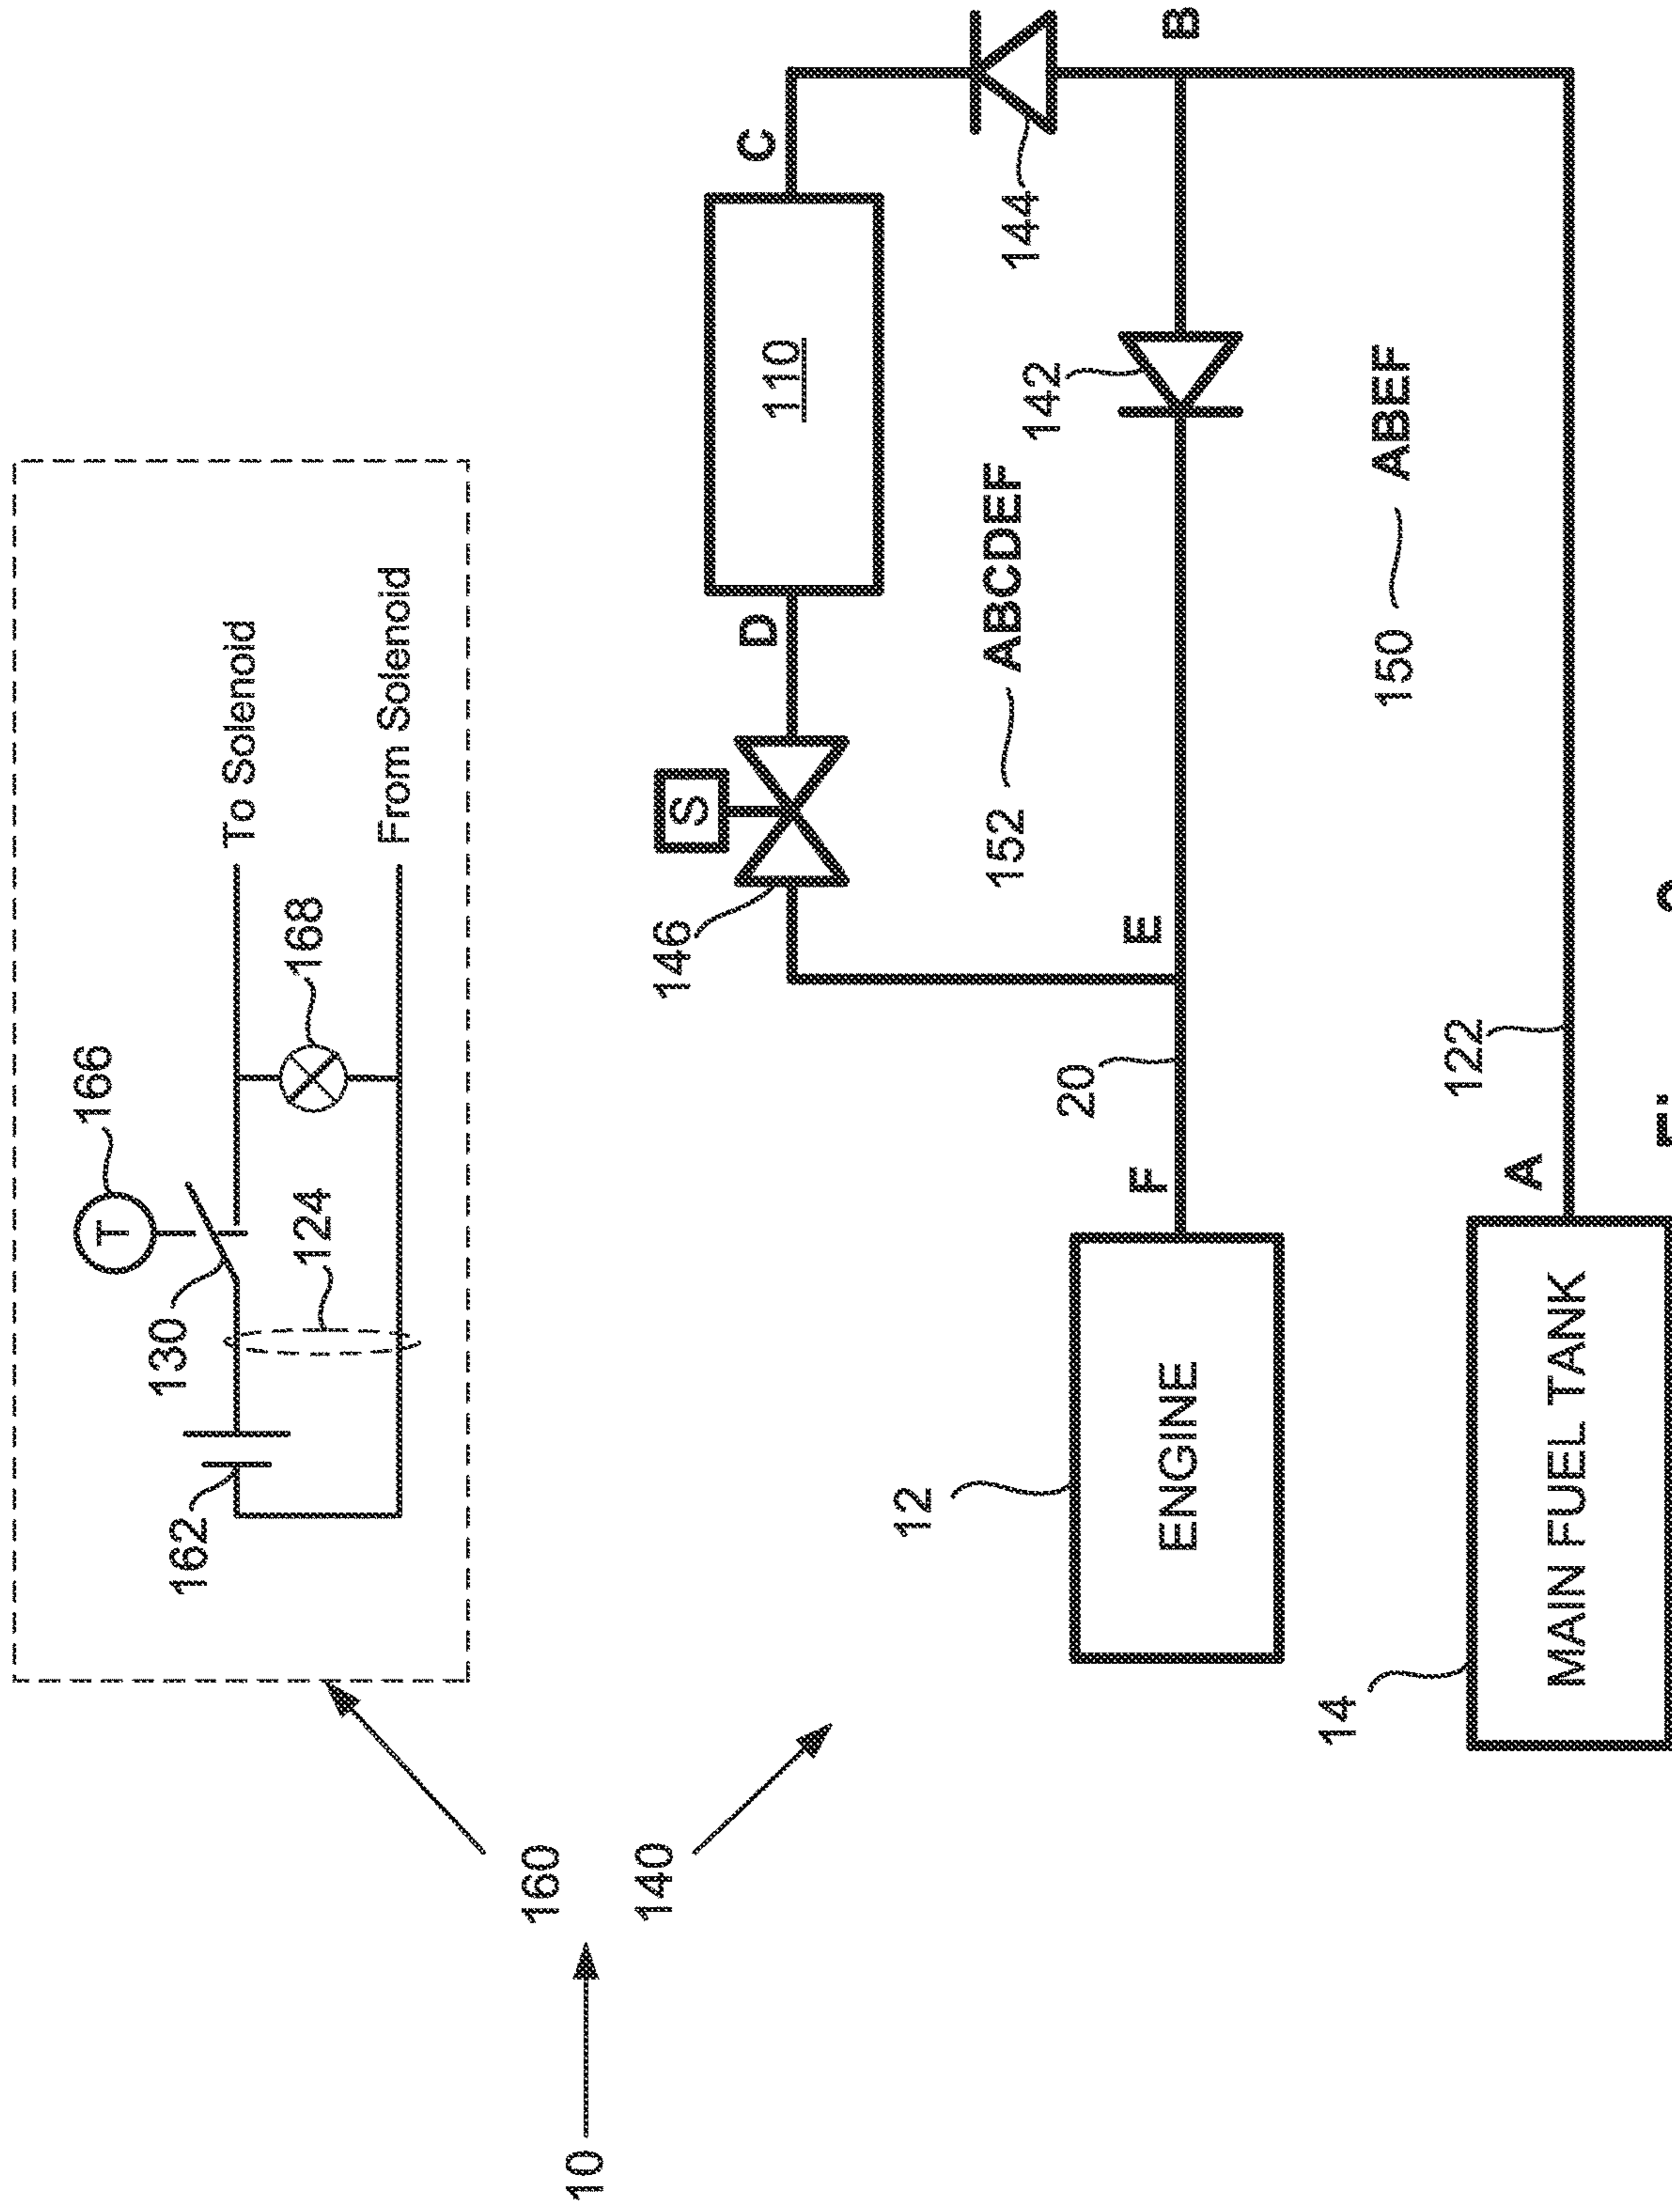 10
160
140
162
130
124
166
168
To Solenoid
From Solenoid
146
S
D
110
C
144
B
142
152
ABCDEF
150
ABEF
E
20
F
12
ENGINE
122
A
14
MAIN FUEL TANK
T